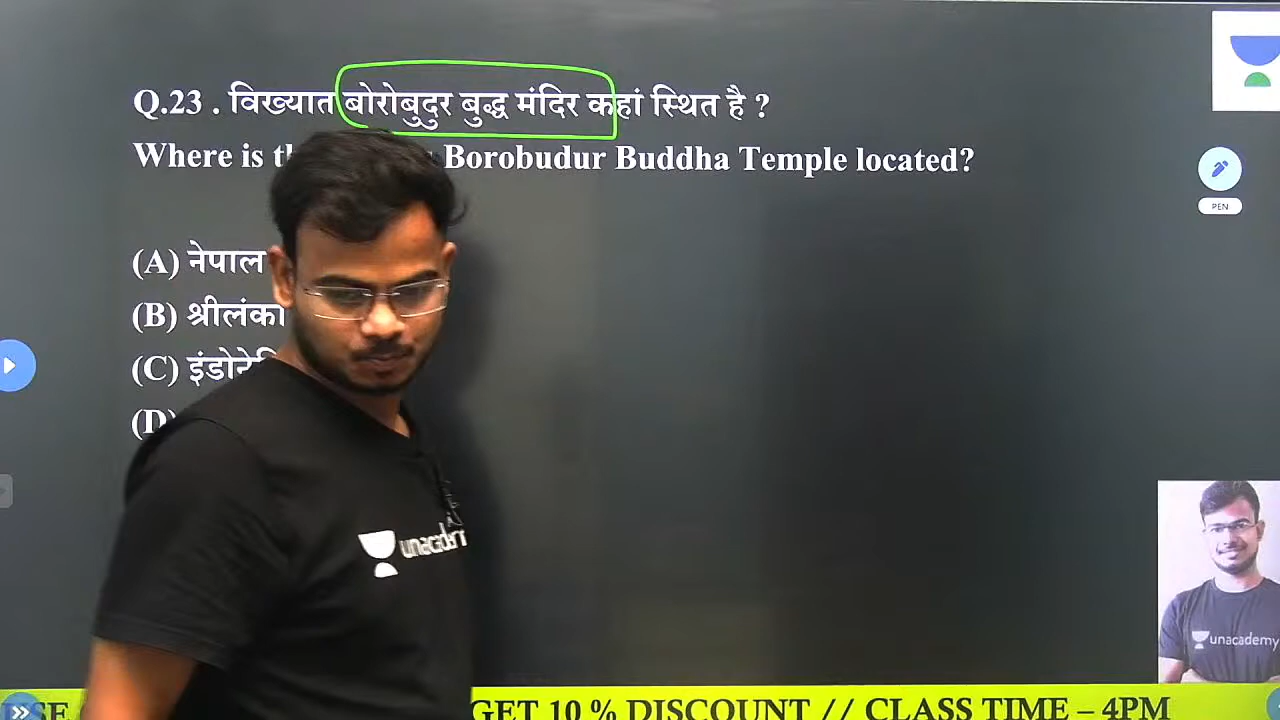 Q.23 . विख्यात बोरोबुदुर बुद्ध मंदिर कहां स्थित है ?
Where is Borobudur Buddha Temple located?
PEN
(A) नेपाल
(B) श्रीलंका
(C)
(D)
unacademy
unacademy
GET 10 % DISCOUNT // CLASS TIME – 4PM